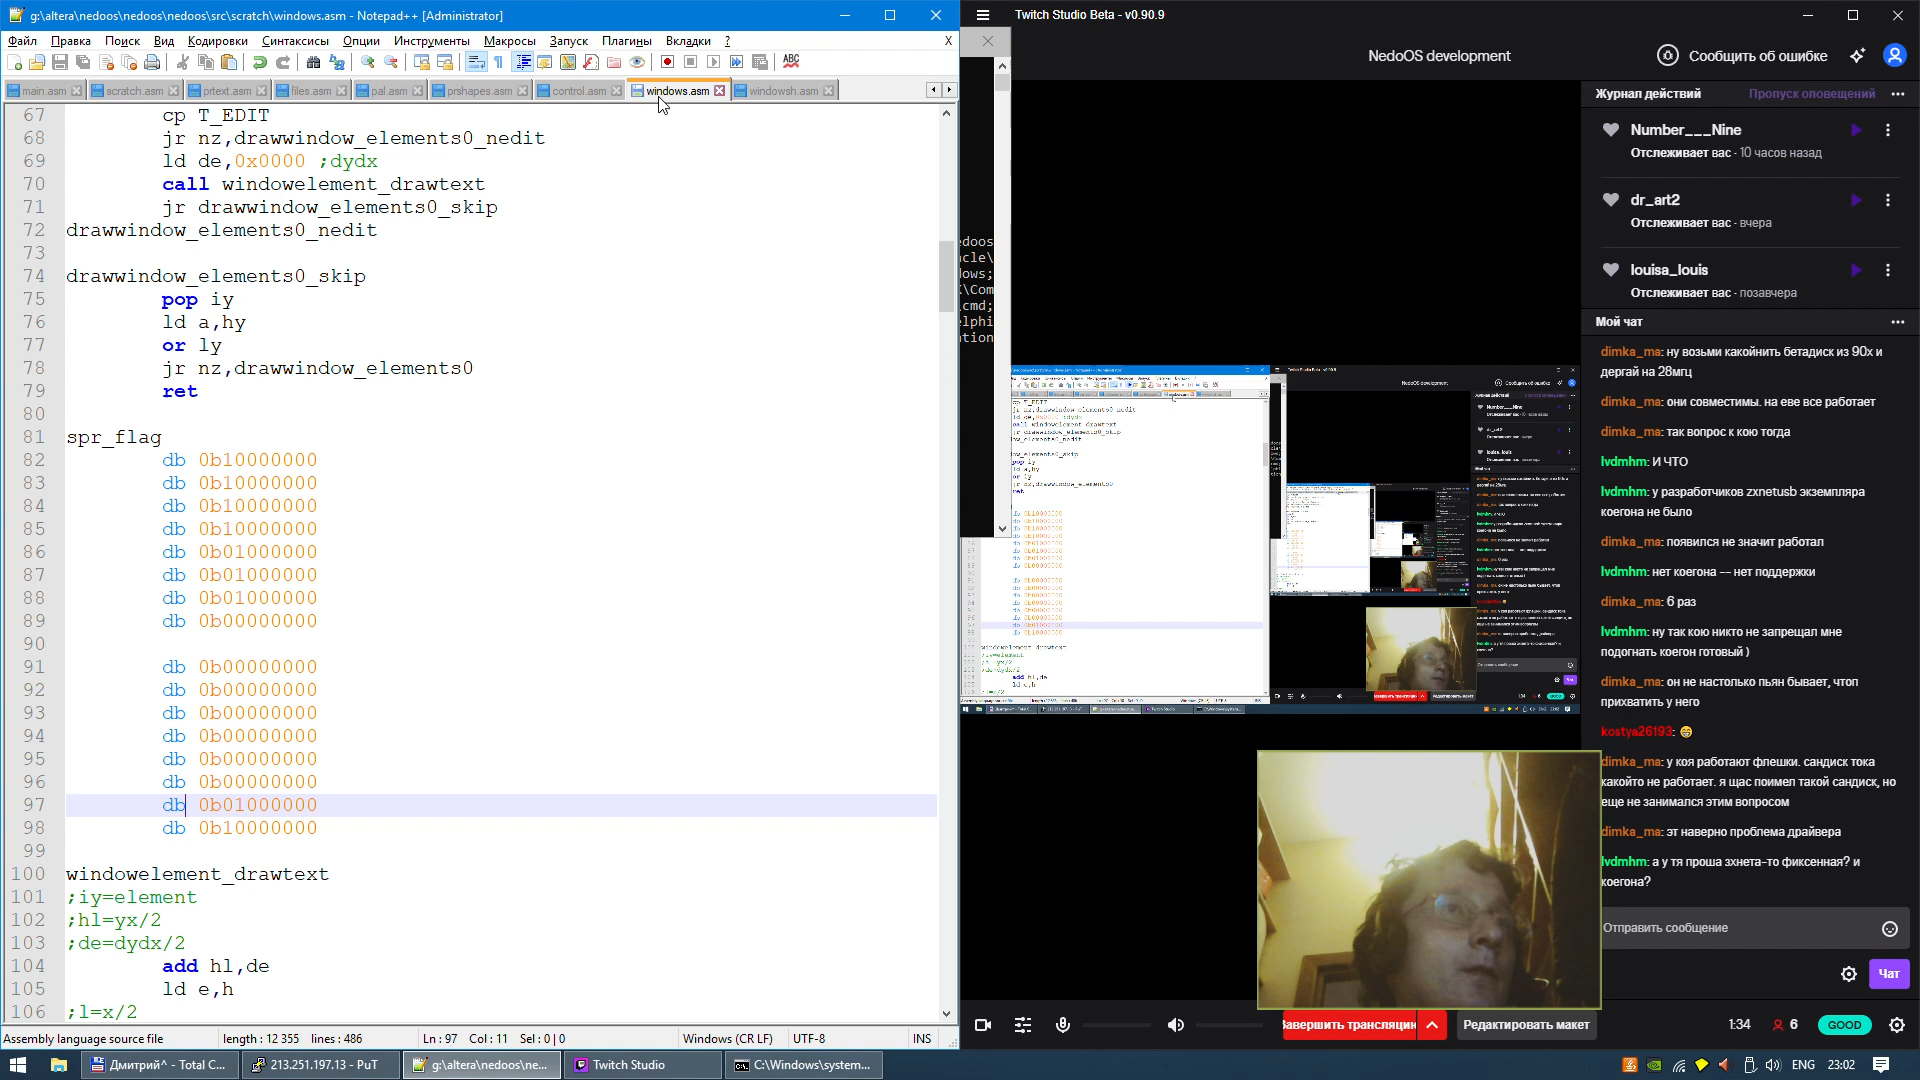 g:\altera\nedoos\nedoos\nedoos\src\scratch\windows.asm - Notepad++ [Administrator]
Файл Правка Поиск Вид Кодировки Синтаксисы Опции Инструменты Макросы Запуск Плагины Вкладки ? X
main.asm scratch.asm prtext.asm files.asm pal.asm prshapes.asm control.asm windows.asm windowsh.asm
67 cp T_EDIT
68 jr nz,drawwindow_elements0_nedit
69 ld de,0x0000 ;dydx
70 call windowelement_drawtext
71 jr drawwindow_elements0_skip
72 drawwindow_elements0_nedit
73
74 drawwindow_elements0_skip
75 pop iy
76 ld a,hy
77 or ly
78 jr nz,drawwindow_elements0
79 ret
80
81 spr_flag
82 db 0b10000000
83 db 0b10000000
84 db 0b10000000
85 db 0b10000000
86 db 0b01000000
87 db 0b01000000
88 db 0b01000000
89 db 0b01000000
90
91 db 0b00000000
92 db 0b00000000
93 db 0b00000000
94 db 0b00000000
95 db 0b00000000
96 db 0b00000000
97 db 0b01000000
98 db 0b10000000
99
100 windowelement_drawtext
101 ;iy=element
102 ;hl=yx/2
103 ;de=dydx/2
104 add hl,de
105 ld e,h
106 ;l=x/2
Assembly language source file length : 12 355 lines : 486 Ln : 97 Col : 11 Sel : 0 | 0 Windows (CR LF) UTF-8 INS
edoos
cle\
ows;
\Com
cmd;
lphi
tion
Twitch Studio Beta - v0.90.9
NedoOS development
Сообщить об ошибке
Журнал действий Пропуск оповещений
Number___Nine
Отслеживает вас - 10 часов назад
dr_art2
Отслеживает вас - вчера
louisa_louis
Отслеживает вас - позавчера
Мой чат
dimka_ma: ну возьми какойнить бетадиск из 90х и
дергай на 28мгц
dimka_ma: они совместимы. на еве все работает
dimka_ma: так вопрос к кою тогда
lvdmhm: И ЧТО
lvdmhm: у разработчиков zxnetusb экземпляра
коегона не было
dimka_ma: появился не значит работал
lvdmhm: нет коегона -- нет поддержки
dimka_ma: 6 раз
lvdmhm: ну так кою никто не запрещал мне
подогнать коегон готовый )
dimka_ma: он не настолько пьян бывает, чтоп
прихватить у него
kostya26193:
dimka_ma: у коя работают флешки. сандиск тока
какойто не работает. я щас поимел такой сандиск, но
еще не занимался этим вопросом
dimka_ma: эт наверно проблема драйвера
lvdmhm: а у тя проша зхнета-то фиксенная? и
коегона?
Отправить сообщение
Чат
Завершить трансляцию Редактировать макет 1:34 6 GOOD
Дмитрий^ - Total C... 213.251.197.13 - PuT g:\altera\nedoos\ne... Twitch Studio C:\Windows\system... ENG 23:02